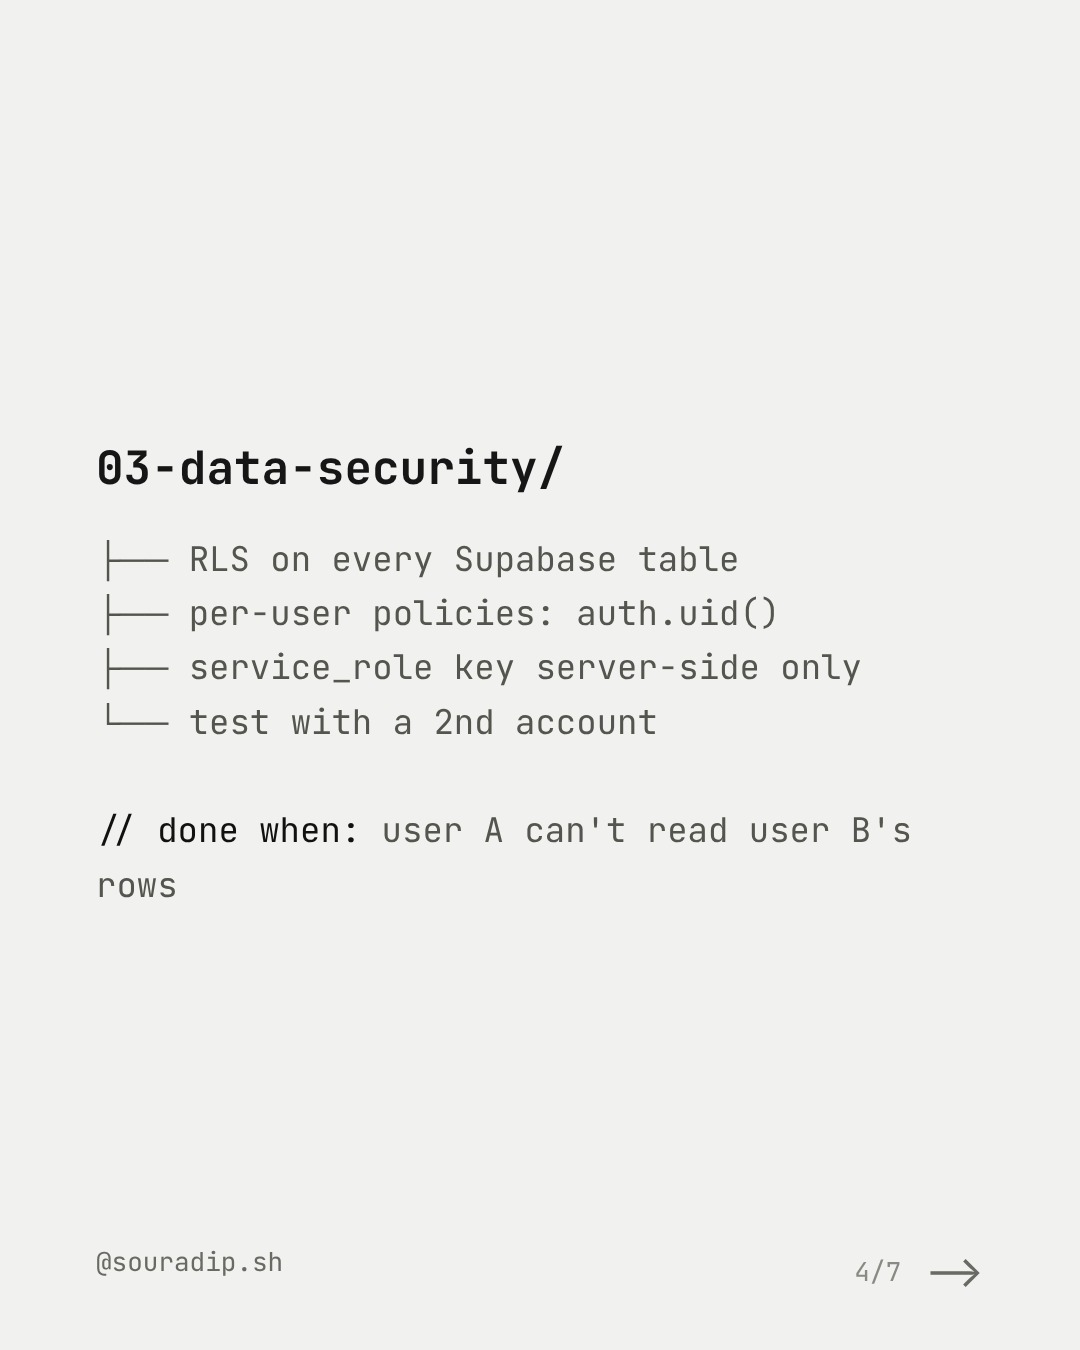 03-data-security/
├── RLS on every Supabase table
├── per-user policies: auth.uid()
├── service_role key server-side only
└── test with a 2nd account
// done when: user A can't read user B's
rows
@souradip.sh
4/7 →